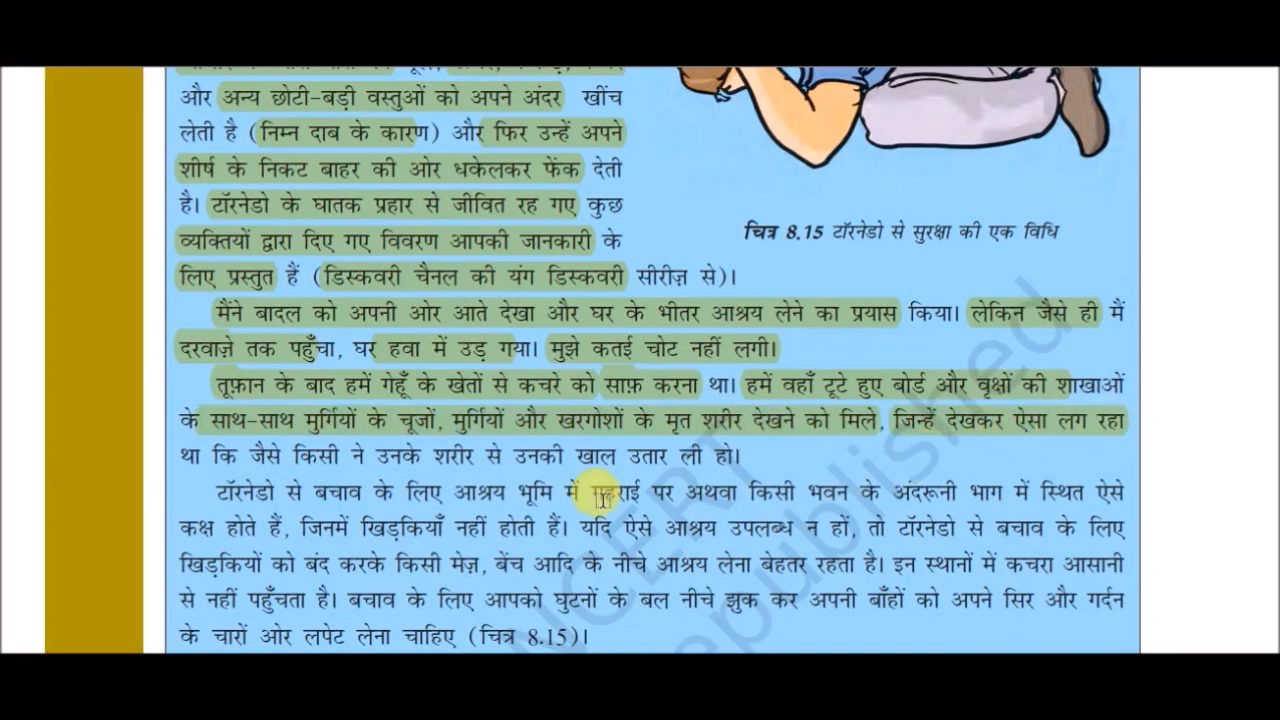 और अन्य छोटी-बड़ी वस्तुओं को अपने अंदर खींच
लेती है (निम्न दाब के कारण) और फिर उन्हें अपने
शीर्ष के निकट बाहर की ओर धकेलकर फेंक देती
है। टॉरनेडो के घातक प्रहार से जीवित रह गए कुछ
व्यक्तियों द्वारा दिए गए विवरण आपकी जानकारी के
लिए प्रस्तुत हैं (डिस्कवरी चैनल की यंग डिस्कवरी सीरीज़ से)।
चित्र 8.15 टॉरनेडो से सुरक्षा की एक विधि
मैंने बादल को अपनी ओर आते देखा और घर के भीतर आश्रय लेने का प्रयास किया। लेकिन जैसे ही मैं
दरवाज़े तक पहुँचा, घर हवा में उड़ गया। मुझे कतई चोट नहीं लगी।
तूफ़ान के बाद हमें गेहूँ के खेतों से कचरे को साफ़ करना था। हमें वहाँ टूटे हुए बोर्ड और वृक्षों की शाखाओं
के साथ-साथ मुर्गियों के चूजों, मुर्गियों और खरगोशों के मृत शरीर देखने को मिले, जिन्हें देखकर ऐसा लग रहा
था कि जैसे किसी ने उनके शरीर से उनकी खाल उतार ली हो।
टॉरनेडो से बचाव के लिए आश्रय भूमि में गहराई पर अथवा किसी भवन के अंदरूनी भाग में स्थित ऐसे
कक्ष होते हैं, जिनमें खिड़कियाँ नहीं होती हैं। यदि ऐसे आश्रय उपलब्ध न हों, तो टॉरनेडो से बचाव के लिए
खिड़कियों को बंद करके किसी मेज़, बेंच आदि के नीचे आश्रय लेना बेहतर रहता है। इन स्थानों में कचरा आसानी
से नहीं पहुँचता है। बचाव के लिए आपको घुटनों के बल नीचे झुक कर अपनी बाँहों को अपने सिर और गर्दन
के चारों ओर लपेट लेना चाहिए (चित्र 8.15)।
NCERT
republished